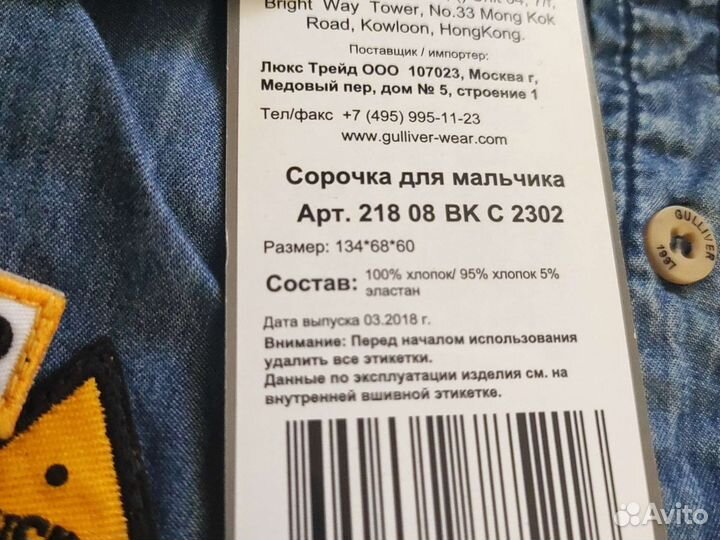 Bright Way Tower, No.33 Mong Kok
Road, Kowloon, HongKong.
Поставщик / импортер:
Люкс Трейд ООО 107023, Москва г,
Медовый пер, дом № 5, строение 1
Тел/факс +7 (495) 995-11-23
www.gulliver-wear.com
Сорочка для мальчика
Арт. 218 08 BK C 2302
Размер: 134*68*60
Состав: 100% хлопок/ 95% хлопок 5%
эластан
Дата выпуска 03.2018 г.
Внимание: Перед началом использования
удалить все этикетки.
Данные по эксплуатации изделия см. на
внутренней вшивной этикетке.
GULLIVER
1997
Avito